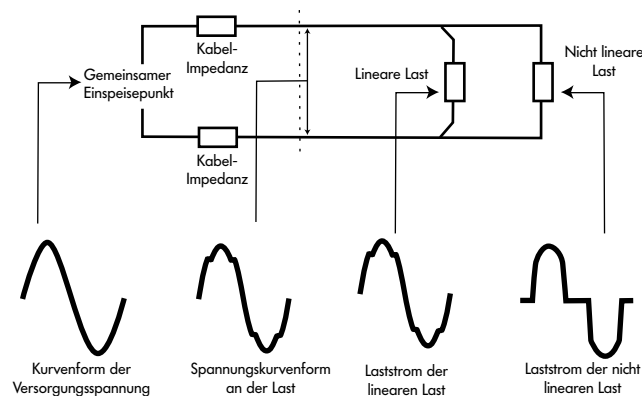 Kabel-
Impedanz
Gemeinsamer
Einspeisepunkt
Lineare Last
Nicht lineare
Last
Kabel-
Impedanz
Kurvenform der
Versorgungsspannung
Spannungskurvenform
an der Last
Laststrom der
linearen Last
Laststrom der nicht
linearen Last